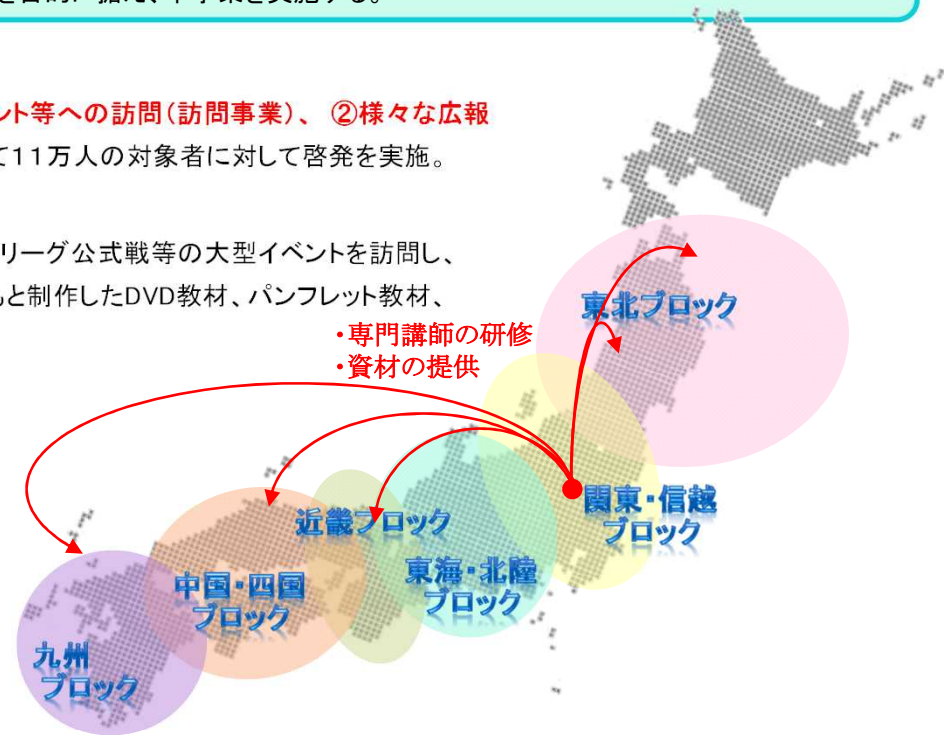 を目的に据え、本事業を実施する。
ント等への訪問(訪問事業)、 ②様々な広報
て11万人の対象者に対して啓発を実施。
リーグ公式戦等の大型イベントを訪問し、
と制作したDVD教材、パンフレット教材、
・専門講師の研修
・資材の提供
東北ブロック
関東・信越
ブロック
近畿ブロック
東海・北陸
ブロック
中国・四国
ブロック
九州
ブロック